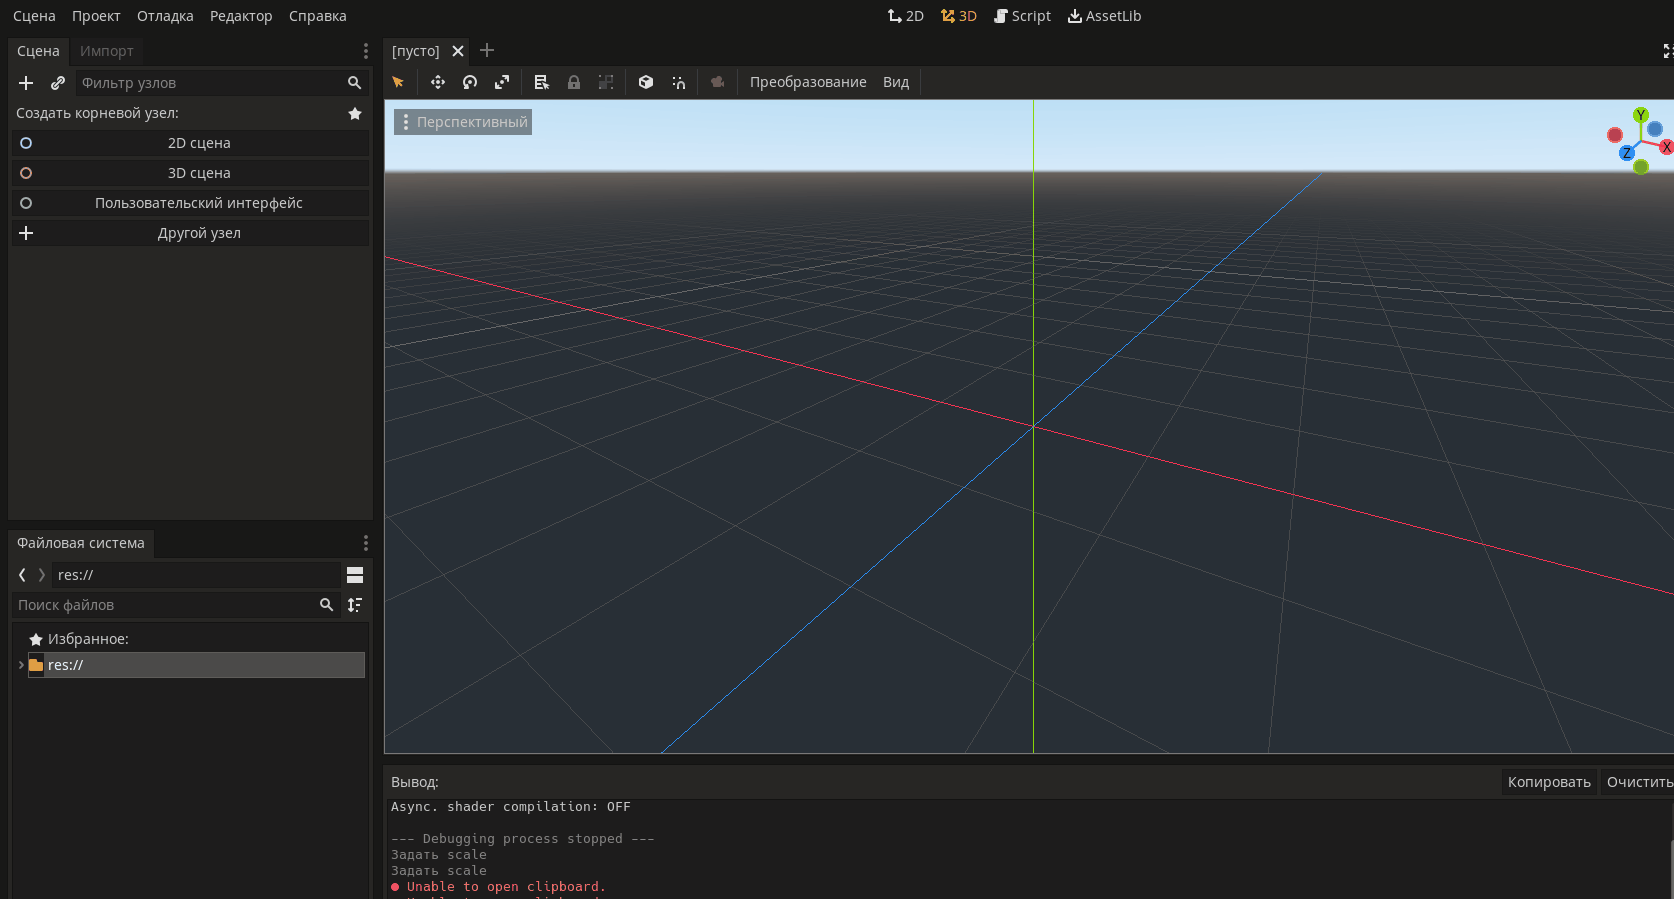 Сцена Проект Отладка Редактор Справка 2D 3D Script AssetLib
Сцена Импорт
[пусто]
Фильтр узлов
Преобразование Вид
Создать корневой узел:
Перспективный
2D сцена
3D сцена
Пользовательский интерфейс
Другой узел
Y
X
Z
Файловая система
res://
Поиск файлов
Избранное:
res://
Вывод:
Копировать Очистить
Async. shader compilation: OFF
--- Debugging process stopped ---
Задать scale
Задать scale
Unable to open clipboard.